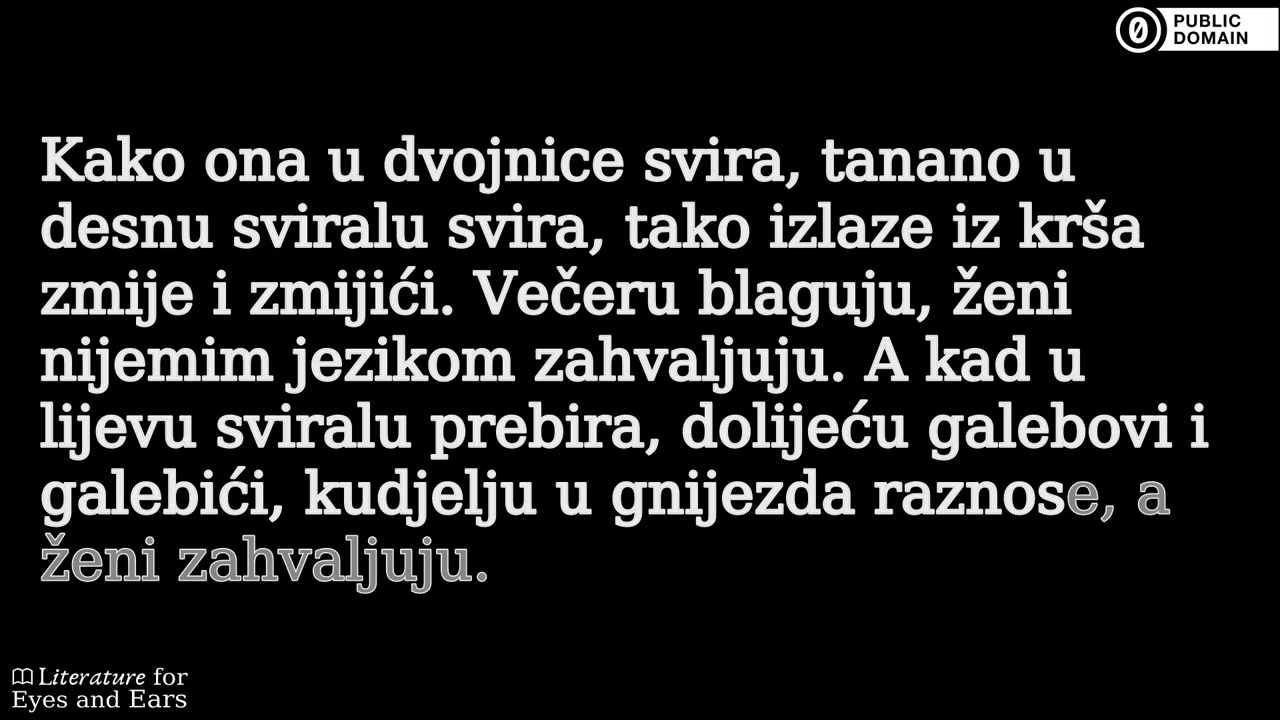 PUBLIC
DOMAIN
Kako ona u dvojnice svira, tanano u
desnu sviralu svira, tako izlaze iz krša
zmije i zmijići. Večeru blaguju, ženi
nijemim jezikom zahvaljuju. A kad u
lijevu sviralu prebira, dolijeću galebovi i
galebići, kudjelju u gnijezda raznose, a
ženi zahvaljuju.
Literature for
Eyes and Ears